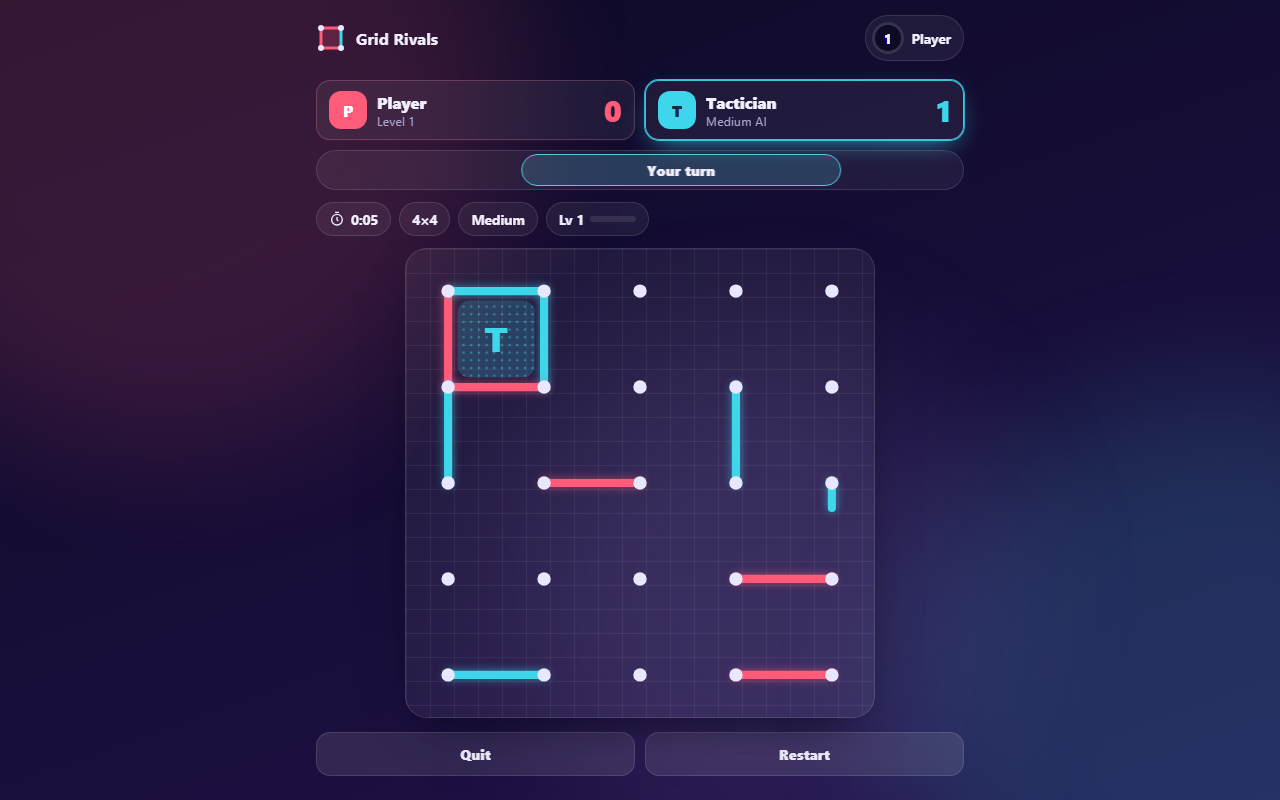 Grid Rivals
1 Player
P Player 0
Level 1
T Tactician 1
Medium AI
Your turn
0:05 4×4 Medium Lv 1
T
Quit Restart